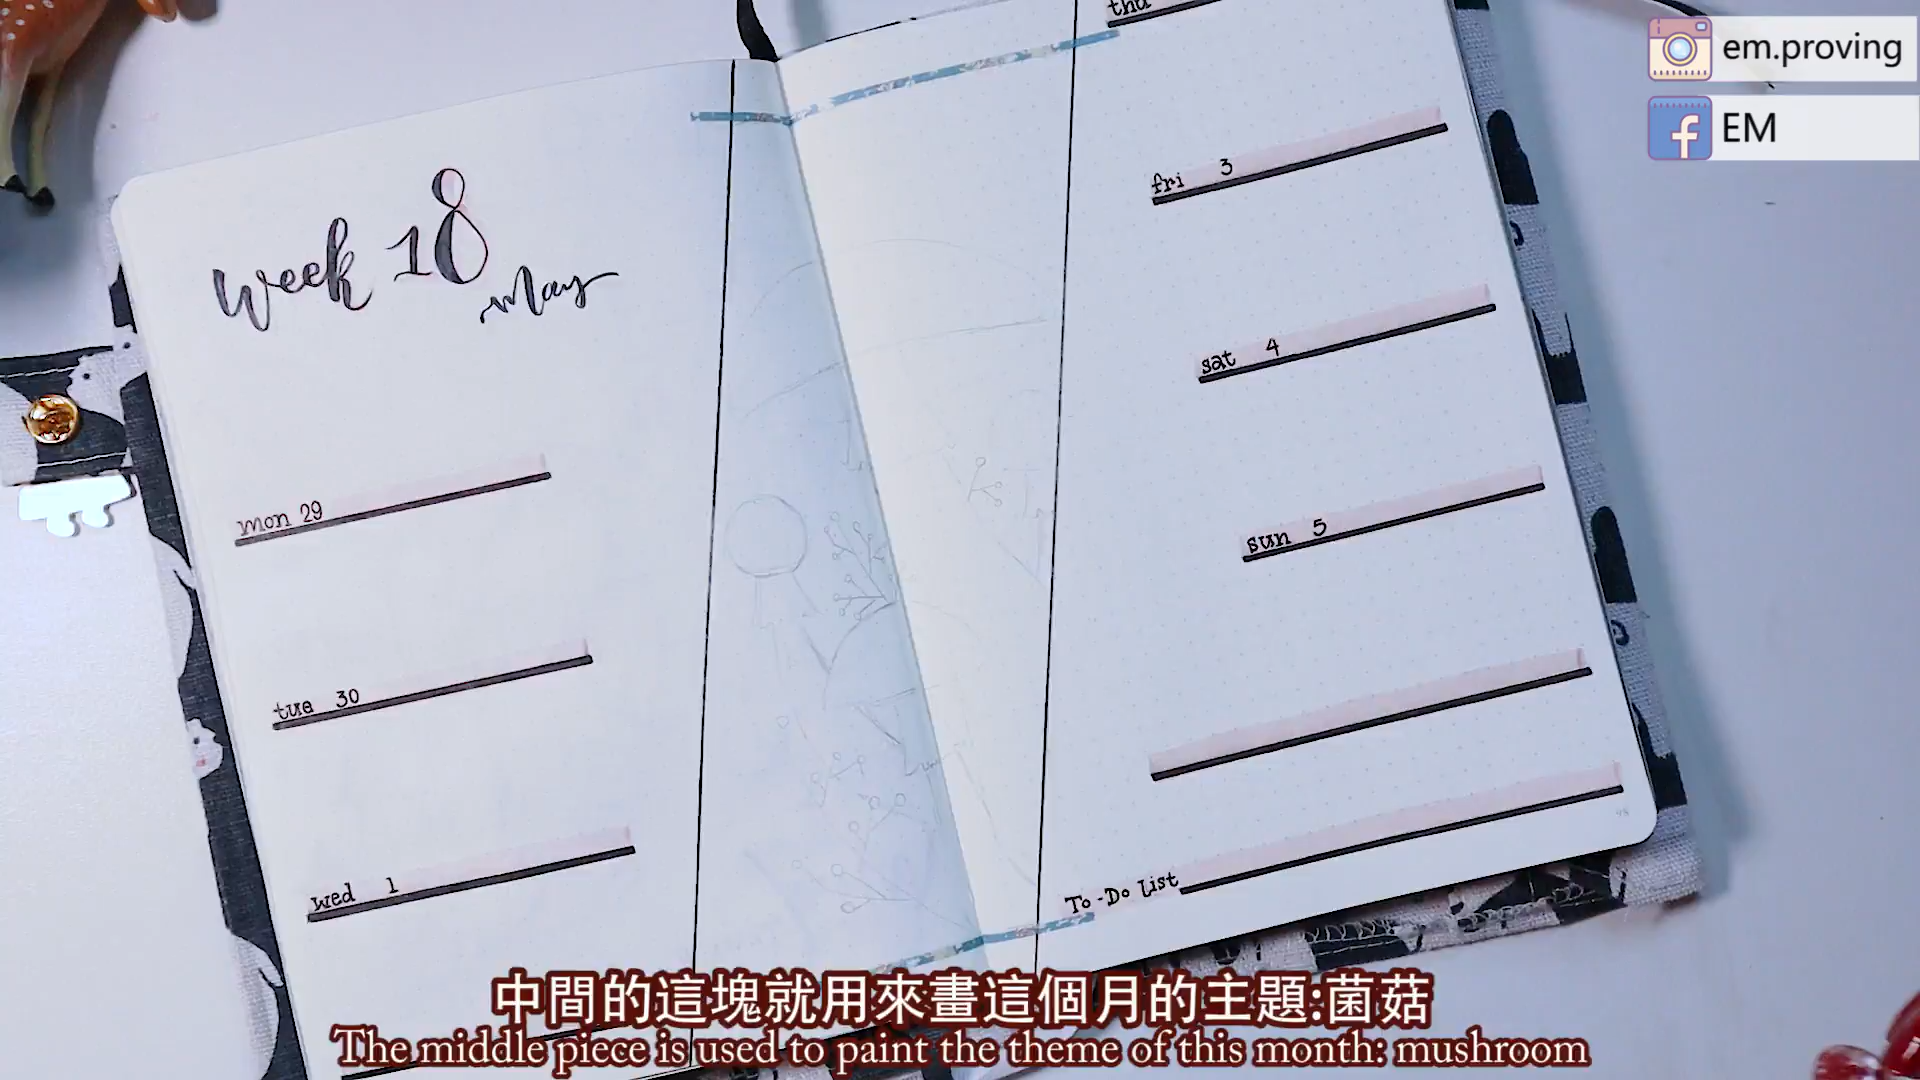 em.proving
EM
week 18
May
mon 29
tue 30
wed 1
thu
fri 3
sat 4
sun 5
To-Do List
中間的這塊就用來畫這個月的主題:菌菇
The middle piece is used to paint the theme of this month: mushroom